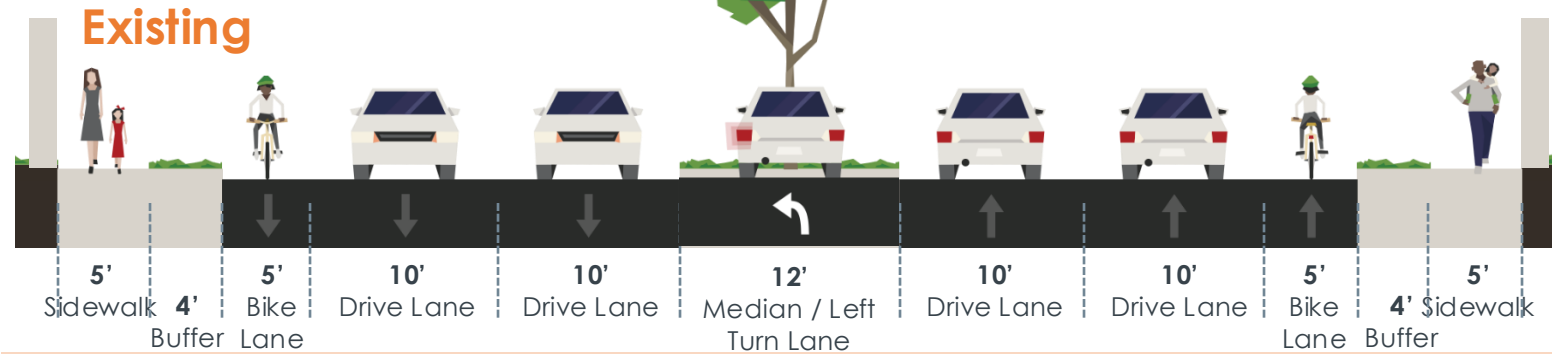 Existing
5’
Sidewalk
4’
Buffer
5’
Bike
Lane
10’
Drive Lane
10’
Drive Lane
12’
Median / Left
Turn Lane
10’
Drive Lane
10’
Drive Lane
5’
Bike
Lane
4’
Buffer
5’
Sidewalk